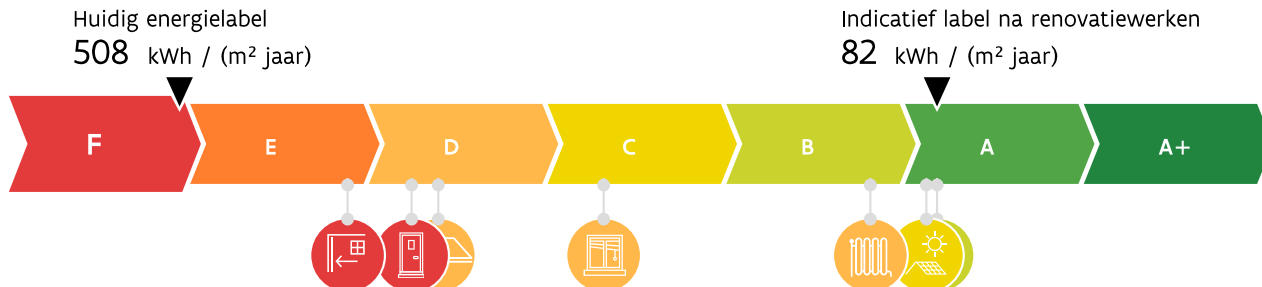 Huidig energielabel
508 kWh / (m² jaar)
Indicatief label na renovatiewerken
82 kWh / (m² jaar)
F E D C B A A+